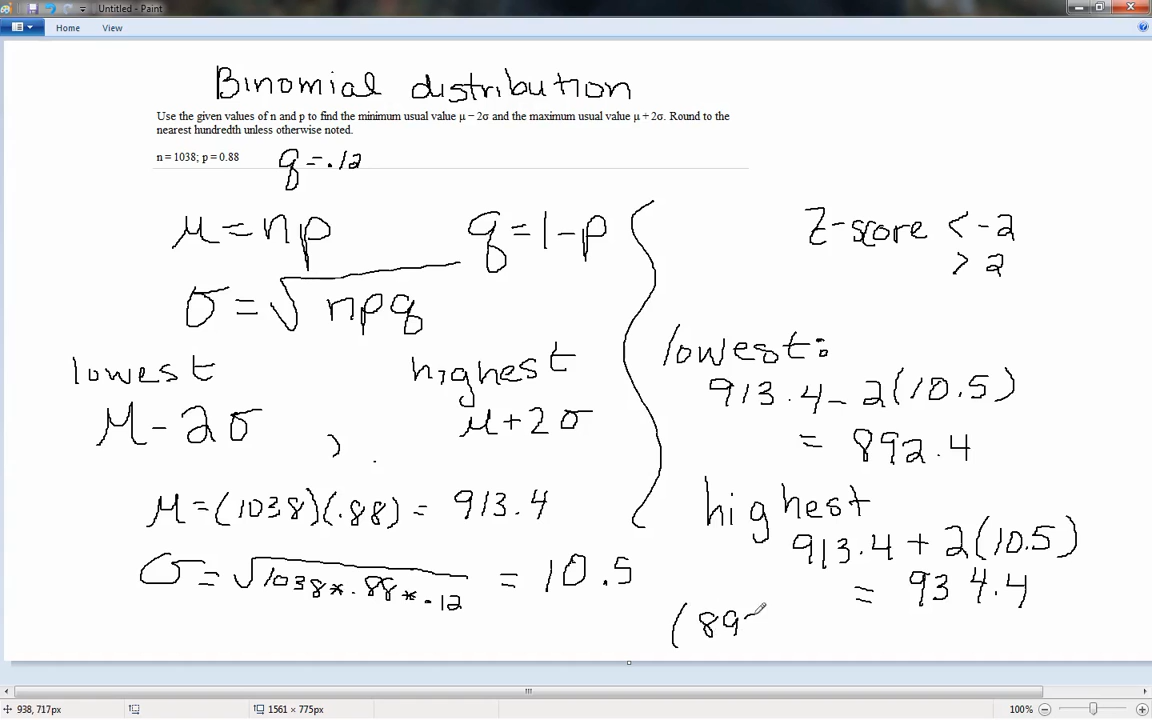 Untitled - Paint
Home View
Binomial distribution
Use the given values of n and p to find the minimum usual value μ − 2σ and the maximum usual value μ + 2σ. Round to the
nearest hundredth unless otherwise noted.
n = 1038; p = 0.88
q = .12
μ = np
q = 1 - p
σ = √npq
lowest
highest
μ - 2σ , μ + 2σ
μ = (1038)(.88) = 913.4
σ = √1038*.88*.12 = 10.5
z-score < -2
> 2
lowest:
913.4 - 2(10.5)
= 892.4
highest
913.4 + 2(10.5)
= 934.4
(89
938, 717px
1561 × 775px
100%